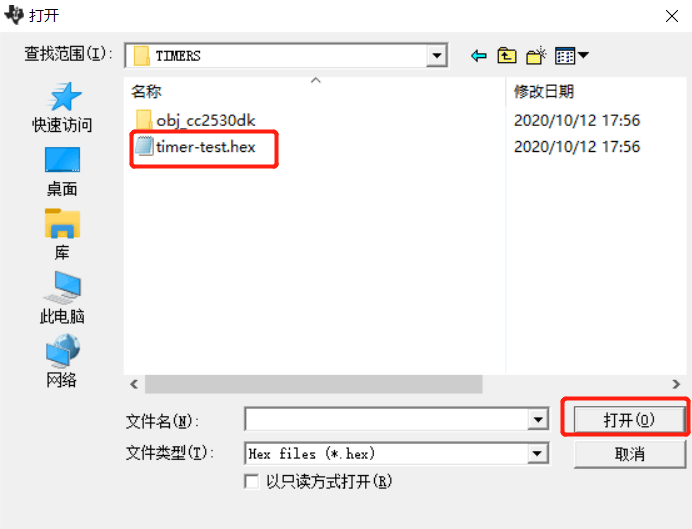 打开
查找范围(I):
TIMERS
名称
修改日期
obj_cc2530dk
2020/10/12 17:56
timer-test.hex
2020/10/12 17:56
快速访问
桌面
库
此电脑
网络
文件名(N):
打开(O)
文件类型(T):
Hex files (*.hex)
取消
以只读方式打开(R)